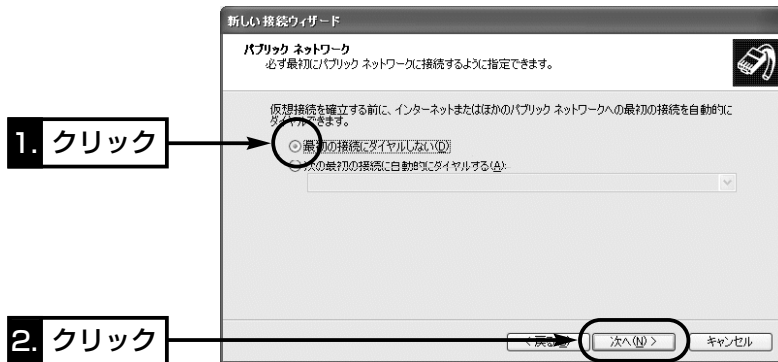 新しい接続ウィザード
パブリック ネットワーク
必ず最初にパブリック ネットワークに接続するように指定できます。
仮想接続を確立する前に、インターネットまたはほかのパブリック ネットワークへの最初の接続を自動的に
ダイヤルできます。
1. クリック
最初の接続にダイヤルしない(D)
次の最初の接続に自動的にダイヤルする(A):
2. クリック
< 戻る(B)
次へ(N) >
キャンセル